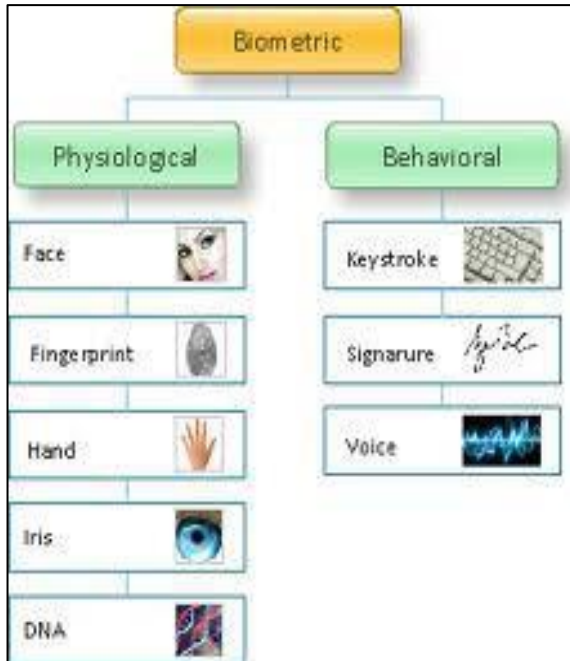 Biometric
Physiological
Behavioral
Face
Fingerprint
Hand
Iris
DNA
Keystroke
Signarure
Voice